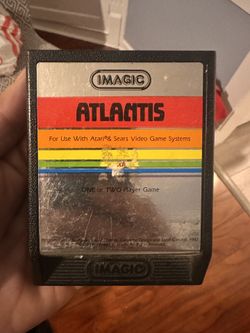 IMAGIC
ATLANTIS
For Use With Atari® & Sears Video Game Systems
ONE or TWO Player Game
IMAGIC